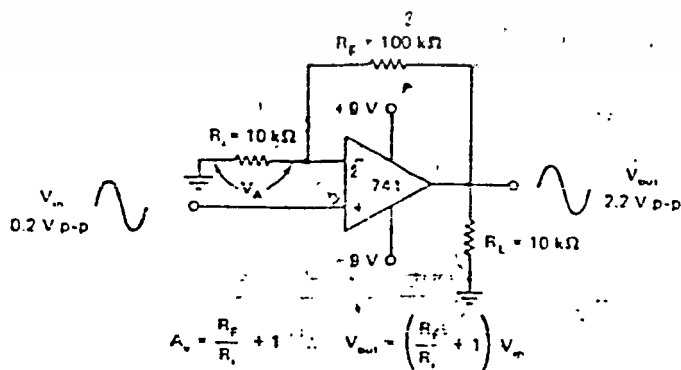 R_F = 100 kΩ
+9 V
R_i = 10 kΩ
2
-
V_A
741
3
+
V_in
0.2 V p-p
V_out
2.2 V p-p
R_L = 10 kΩ
-9 V
A_v = R_F / R_i + 1 ∴ V_out = ( R_F / R_i + 1 ) V_in